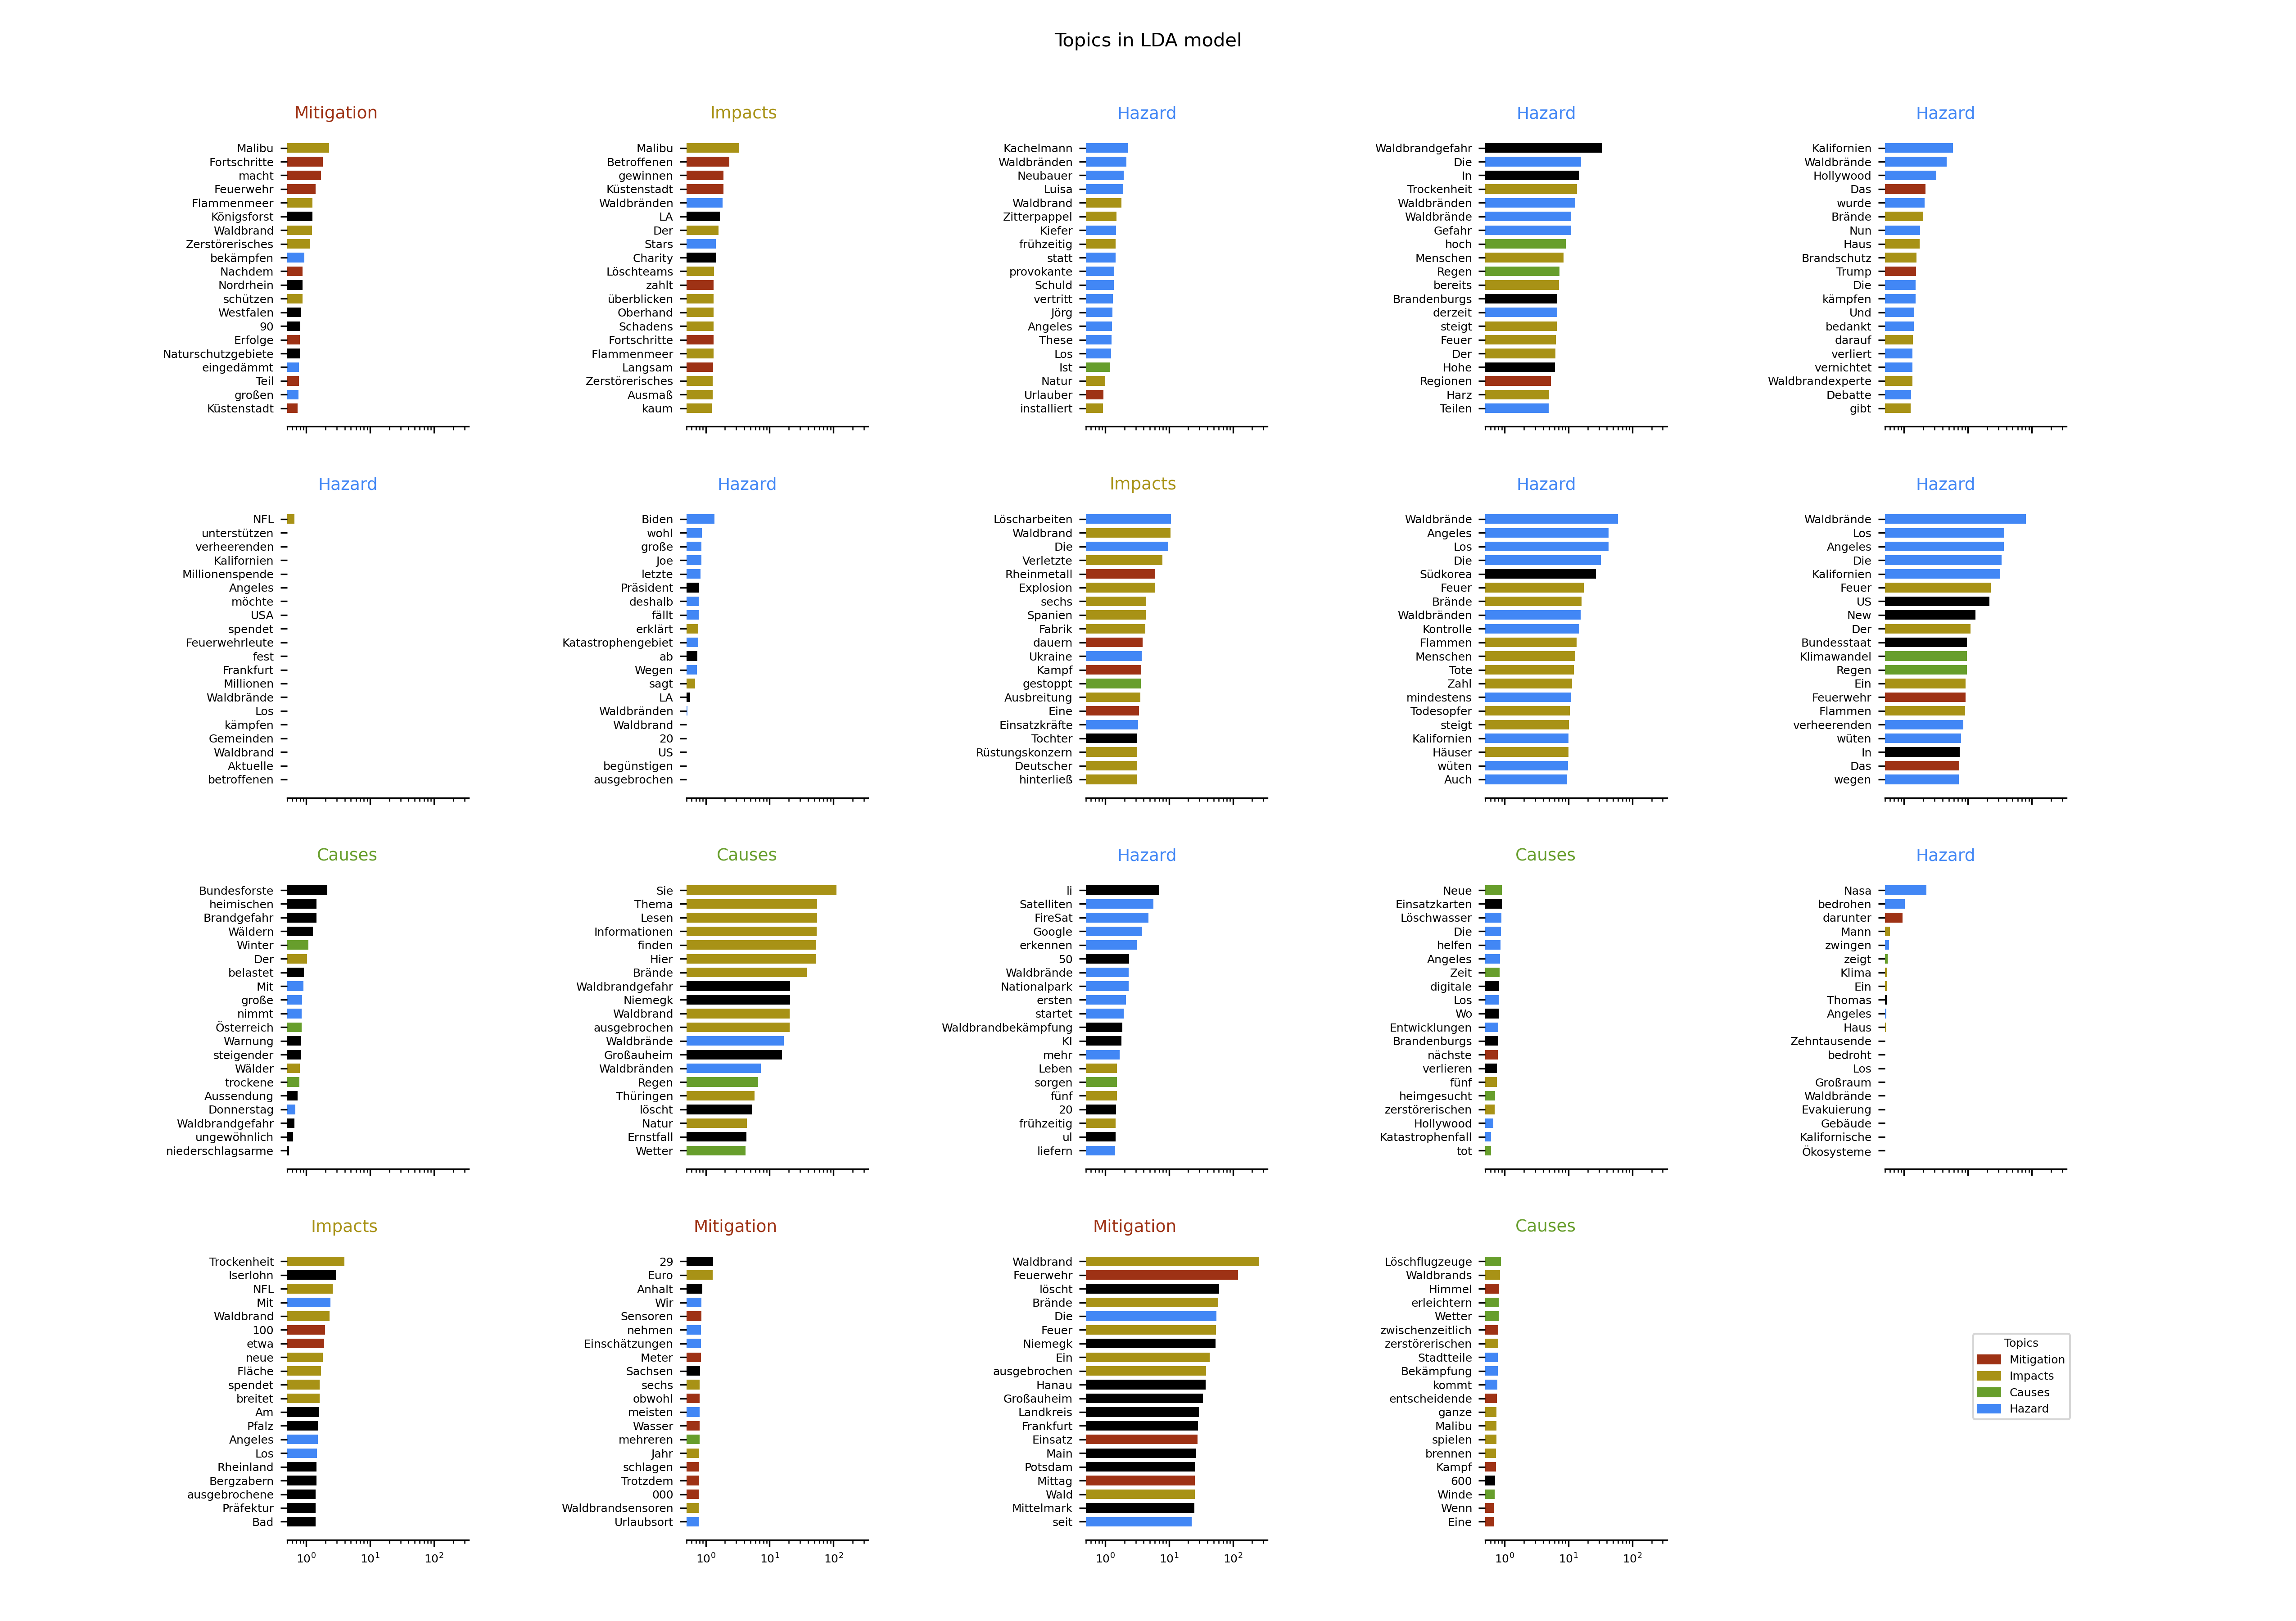 Topics in LDA model
Mitigation
Malibu
Fortschritte
macht
Feuerwehr
Flammenmeer
Königsforst
Waldbrand
Zerstörerisches
bekämpfen
Nachdem
Nordrhein
schützen
Westfalen
90
Erfolge
Naturschutzgebiete
eingedämmt
Teil
großen
Küstenstadt
Impacts
Malibu
Betroffenen
gewinnen
Küstenstadt
Waldbränden
LA
Der
Stars
Charity
Löschteams
zahlt
überblicken
Oberhand
Schadens
Fortschritte
Flammenmeer
Langsam
Zerstörerisches
Ausmaß
kaum
Hazard
Kachelmann
Waldbränden
Neubauer
Luisa
Waldbrand
Zitterpappel
Kiefer
frühzeitig
statt
provokante
Schuld
vertritt
Jörg
Angeles
These
Los
Ist
Natur
Urlauber
installiert
Hazard
Waldbrandgefahr
Die
In
Trockenheit
Waldbränden
Waldbrände
Gefahr
hoch
Menschen
Regen
bereits
Brandenburgs
derzeit
steigt
Feuer
Der
Hohe
Regionen
Harz
Teilen
Hazard
Kalifornien
Waldbrände
Hollywood
Das
wurde
Brände
Nun
Haus
Brandschutz
Trump
Die
kämpfen
Und
bedankt
darauf
verliert
vernichtet
Waldbrandexperte
Debatte
gibt
Hazard
NFL
unterstützen
verheerenden
Kalifornien
Millionenspende
Angeles
möchte
USA
spendet
Feuerwehrleute
fest
Frankfurt
Millionen
Waldbrände
Los
kämpfen
Gemeinden
Waldbrand
Aktuelle
betroffenen
Hazard
Biden
wohl
große
Joe
letzte
Präsident
deshalb
fällt
erklärt
Katastrophengebiet
ab
Wegen
sagt
LA
Waldbränden
Waldbrand
20
US
begünstigen
ausgebrochen
Impacts
Löscharbeiten
Waldbrand
Die
Verletzte
Rheinmetall
Explosion
sechs
Spanien
Fabrik
dauern
Ukraine
Kampf
gestoppt
Ausbreitung
Eine
Einsatzkräfte
Tochter
Rüstungskonzern
Deutscher
hinterließ
Hazard
Waldbrände
Angeles
Los
Die
Südkorea
Feuer
Brände
Waldbränden
Kontrolle
Flammen
Menschen
Tote
Zahl
mindestens
Todesopfer
steigt
Kalifornien
Häuser
wüten
Auch
Hazard
Waldbrände
Los
Angeles
Die
Kalifornien
Feuer
US
New
Der
Bundesstaat
Klimawandel
Regen
Ein
Feuerwehr
Flammen
verheerenden
wüten
In
Das
wegen
Causes
Bundesforste
heimischen
Brandgefahr
Wäldern
Winter
Der
belastet
Mit
große
nimmt
Österreich
Warnung
steigender
Wälder
trockene
Aussendung
Donnerstag
Waldbrandgefahr
ungewöhnlich
niederschlagsarme
Causes
Sie
Thema
Lesen
Informationen
finden
Hier
Brände
Waldbrandgefahr
Niemegk
Waldbrand
ausgebrochen
Waldbrände
Großauheim
Waldbränden
Regen
Thüringen
löscht
Natur
Ernstfall
Wetter
Hazard
li
Satelliten
FireSat
Google
erkennen
50
Waldbrände
Nationalpark
ersten
startet
Waldbrandbekämpfung
KI
mehr
Leben
sorgen
fünf
20
frühzeitig
ul
liefern
Causes
Neue
Einsatzkarten
Löschwasser
Die
helfen
Angeles
Zeit
digitale
Los
Wo
Entwicklungen
Brandenburgs
nächste
verlieren
fünf
heimgesucht
zerstörerischen
Hollywood
Katastrophenfall
tot
Hazard
Nasa
bedrohen
darunter
Mann
zwingen
zeigt
Klima
Ein
Thomas
Angeles
Haus
Zehntausende
bedroht
Los
Großraum
Waldbrände
Evakuierung
Gebäude
Kalifornische
Ökosysteme
Impacts
Trockenheit
Iserlohn
NFL
Mit
Waldbrand
100
etwa
neue
Fläche
spendet
breitet
Am
Pfalz
Angeles
Los
Rheinland
Bergzabern
ausgebrochene
Präfektur
Bad
10⁰ 10¹ 10²
Mitigation
29
Euro
Anhalt
Wir
Sensoren
nehmen
Einschätzungen
Meter
Sachsen
sechs
obwohl
meisten
Wasser
mehreren
Jahr
schlagen
Trotzdem
000
Waldbrandsensoren
Urlaubsort
10⁰ 10¹ 10²
Mitigation
Waldbrand
Feuerwehr
löscht
Brände
Die
Feuer
Niemegk
Ein
ausgebrochen
Hanau
Großauheim
Landkreis
Frankfurt
Einsatz
Main
Potsdam
Mittag
Wald
Mittelmark
seit
10⁰ 10¹ 10²
Causes
Löschflugzeuge
Waldbrands
Himmel
erleichtern
Wetter
zwischenzeitlich
zerstörerischen
Stadtteile
Bekämpfung
kommt
entscheidende
ganze
Malibu
spielen
brennen
Kampf
600
Winde
Wenn
Eine
10⁰ 10¹ 10²
Topics
Mitigation
Impacts
Causes
Hazard